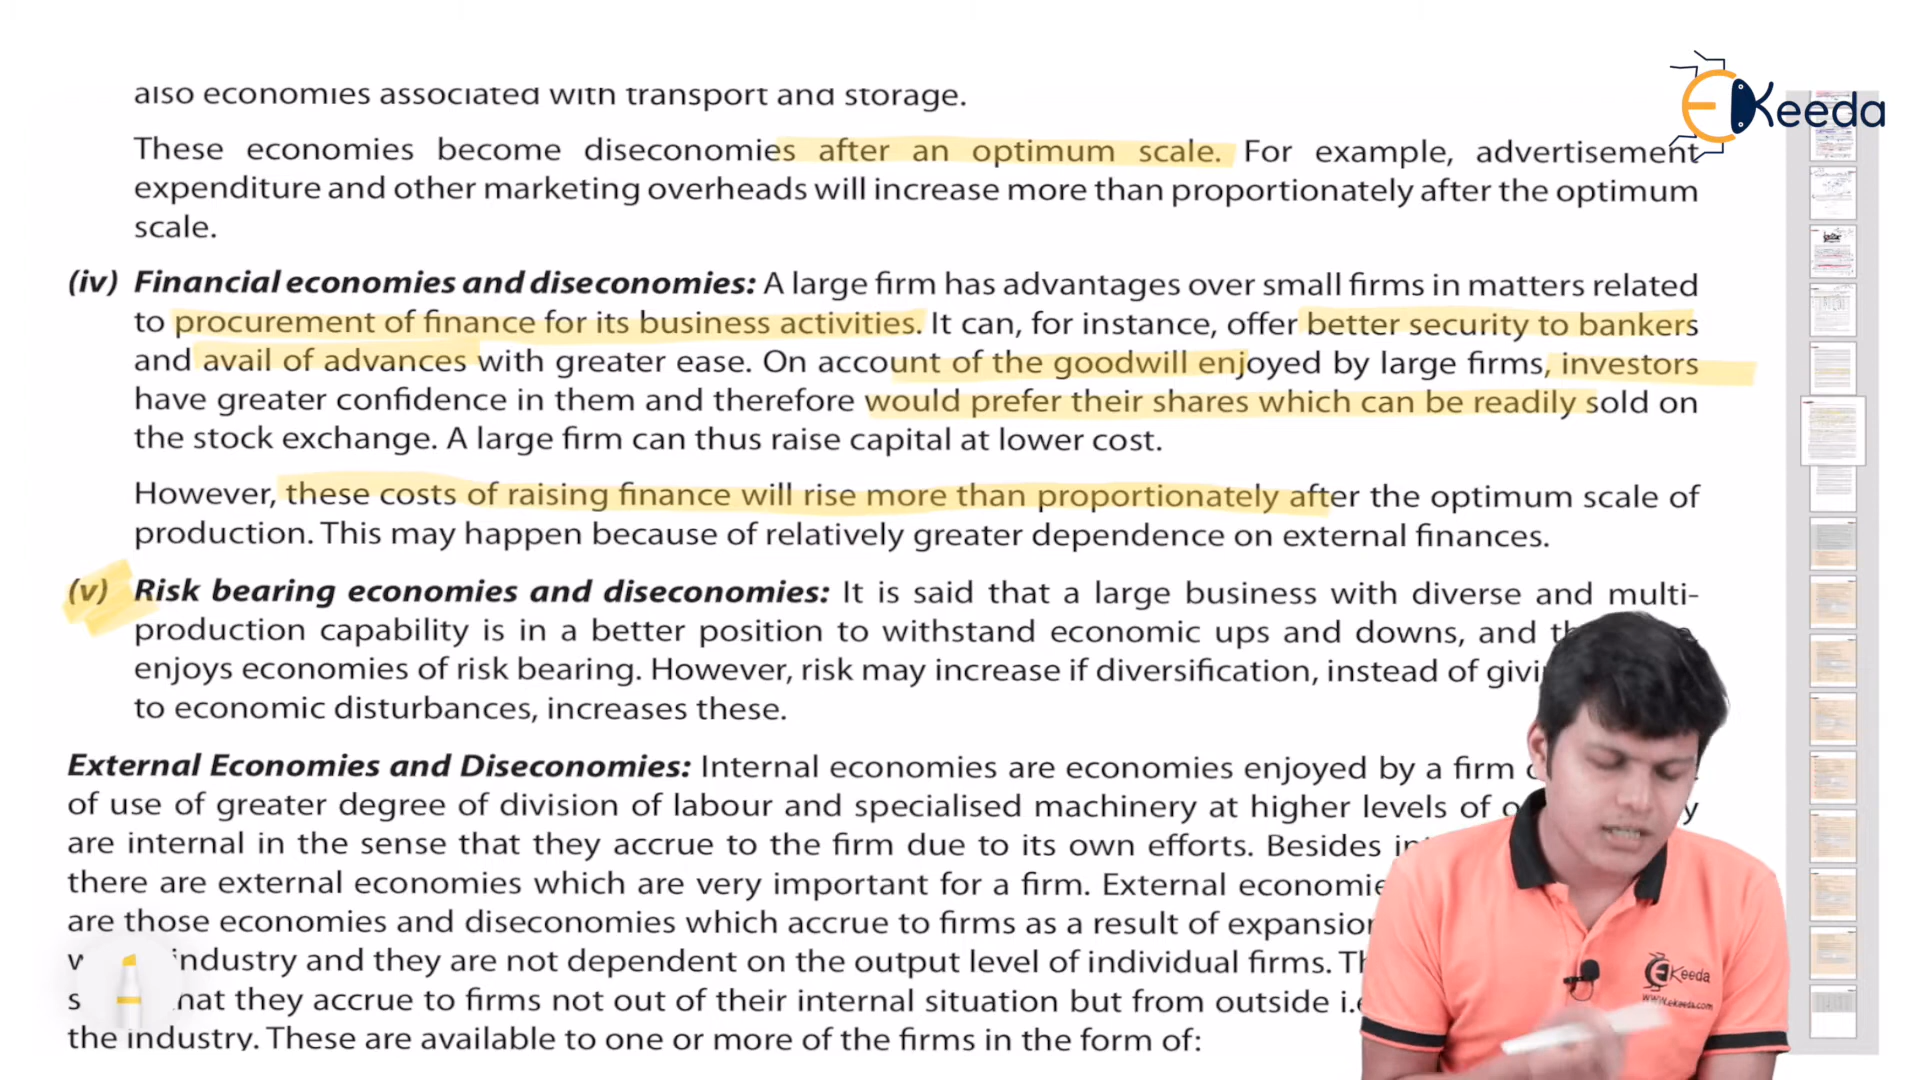 also economies associated with transport and storage.
EKeeda
These economies become diseconomies after an optimum scale. For example, advertisement
expenditure and other marketing overheads will increase more than proportionately after the optimum
scale.
(iv) Financial economies and diseconomies: A large firm has advantages over small firms in matters related
to procurement of finance for its business activities. It can, for instance, offer better security to bankers
and avail of advances with greater ease. On account of the goodwill enjoyed by large firms, investors
have greater confidence in them and therefore would prefer their shares which can be readily sold on
the stock exchange. A large firm can thus raise capital at lower cost.
However, these costs of raising finance will rise more than proportionately after the optimum scale of
production. This may happen because of relatively greater dependence on external finances.
(v) Risk bearing economies and diseconomies: It is said that a large business with diverse and multi-
production capability is in a better position to withstand economic ups and downs, and
enjoys economies of risk bearing. However, risk may increase if diversification, instead of
to economic disturbances, increases these.
External Economies and Diseconomies: Internal economies are economies enjoyed by a firm
of use of greater degree of division of labour and specialised machinery at higher levels of
are internal in the sense that they accrue to the firm due to its own efforts. Besides
there are external economies which are very important for a firm. External
are those economies and diseconomies which accrue to firms as a result of
industry and they are not dependent on the output level of individual firms.
that they accrue to firms not out of their internal situation but from outside
the industry. These are available to one or more of the firms in the form of:
EKeeda
www.ekeeda.com